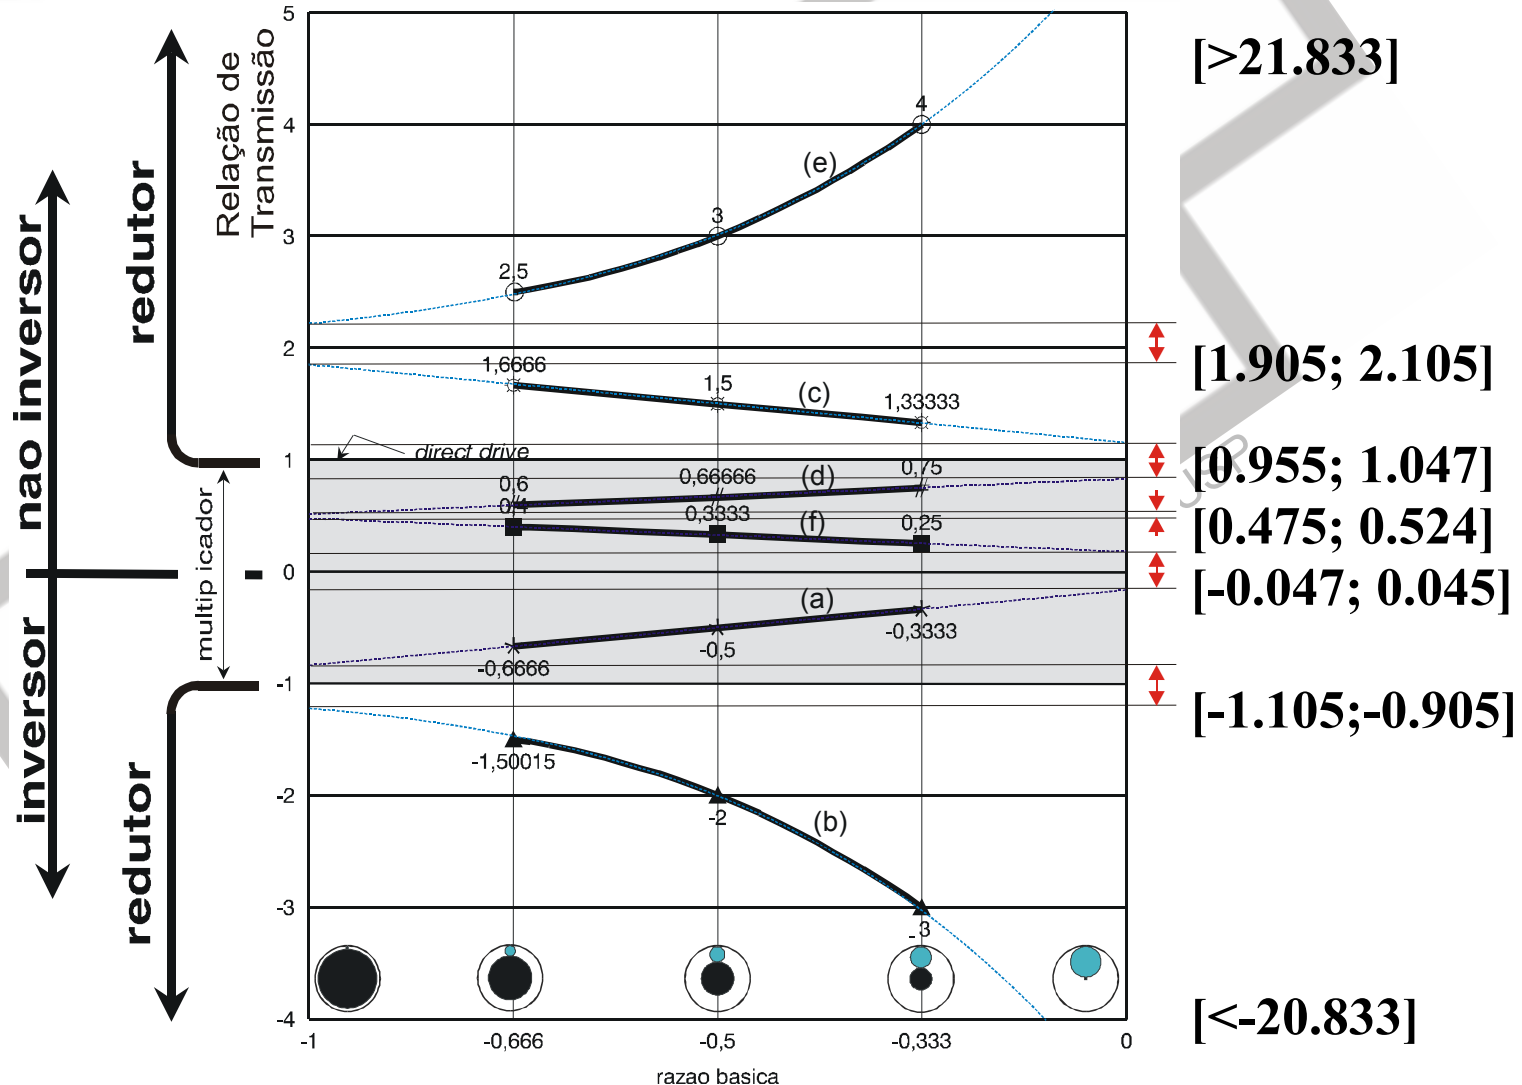 Relação de
Transmissão
5
4
3
2
1
0
-1
-2
-3
-4
nao inversor
inversor
redutor
multip icador
redutor
4
(e)
3
2,5
1,6666
1,5
(c)
1,33333
direct drive
0,6
0,66666
(d)
0,75
0,4
0,3333
(f)
0,25
(a)
-0,6666
-0,5
-0,3333
-1,50015
-2
(b)
-3
-1
-0,666
-0,5
-0,333
0
razao basica
[>21.833]
[1.905; 2.105]
[0.955; 1.047]
[0.475; 0.524]
[-0.047; 0.045]
[-1.105;-0.905]
[<-20.833]
USP